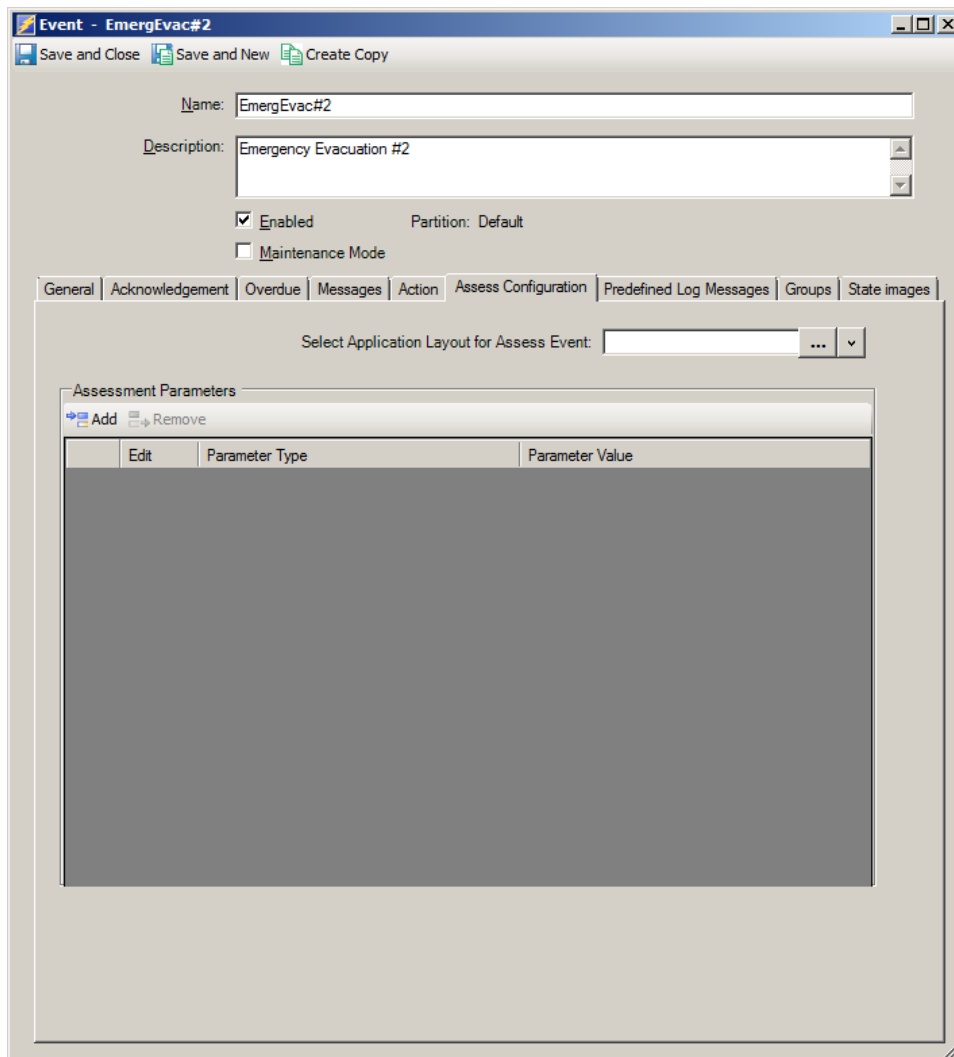 Event - EmergEvac#2
Save and Close Save and New Create Copy
Name: EmergEvac#2
Description: Emergency Evacuation #2
Enabled Partition: Default
Maintenance Mode
General Acknowledgement Overdue Messages Action Assess Configuration Predefined Log Messages Groups State images
Select Application Layout for Assess Event: ...
Assessment Parameters
Add Remove
Edit Parameter Type Parameter Value